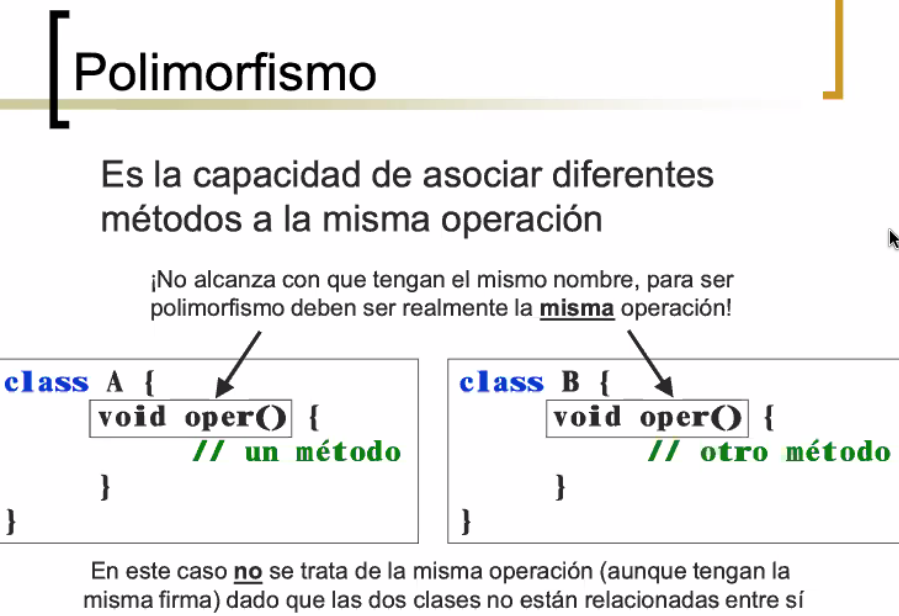 Polimorfismo
Es la capacidad de asociar diferentes
métodos a la misma operación
¡No alcanza con que tengan el mismo nombre, para ser
polimorfismo deben ser realmente la misma operación!
class A {
void oper() {
// un método
}
}
class B {
void oper() {
// otro método
}
}
En este caso no se trata de la misma operación (aunque tengan la
misma firma) dado que las dos clases no están relacionadas entre sí